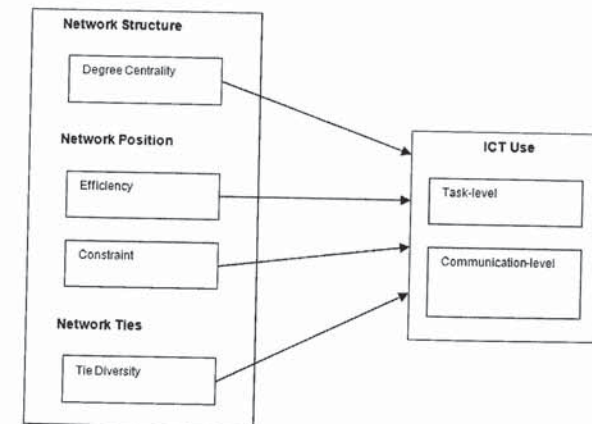 Network Structure
Degree Centrality
Network Position
Efficiency
Constraint
Network Ties
Tie Diversity
ICT Use
Task-level
Communication-level